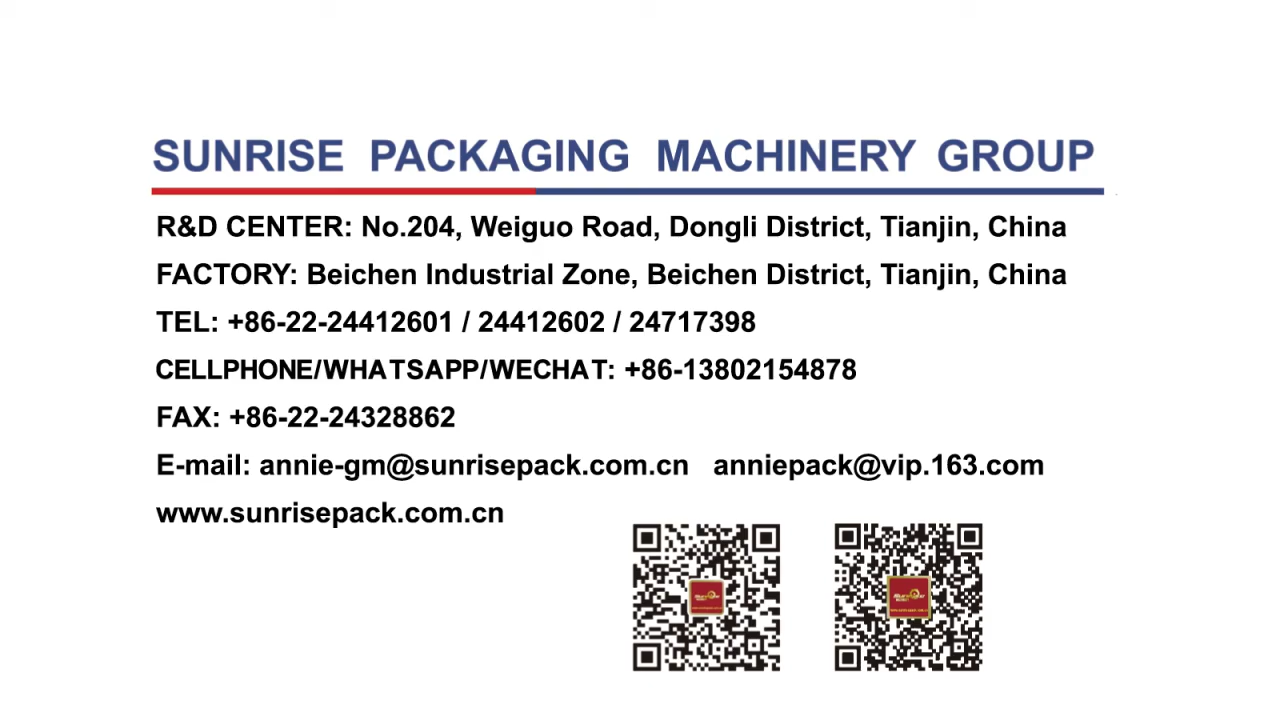 SUNRISE PACKAGING MACHINERY GROUP
R&D CENTER: No.204, Weiguo Road, Dongli District, Tianjin, China
FACTORY: Beichen Industrial Zone, Beichen District, Tianjin, China
TEL: +86-22-24412601 / 24412602 / 24717398
CELLPHONE/WHATSAPP/WECHAT: +86-13802154878
FAX: +86-22-24328862
E-mail: annie-gm@sunrisepack.com.cn anniepack@vip.163.com
www.sunrisepack.com.cn